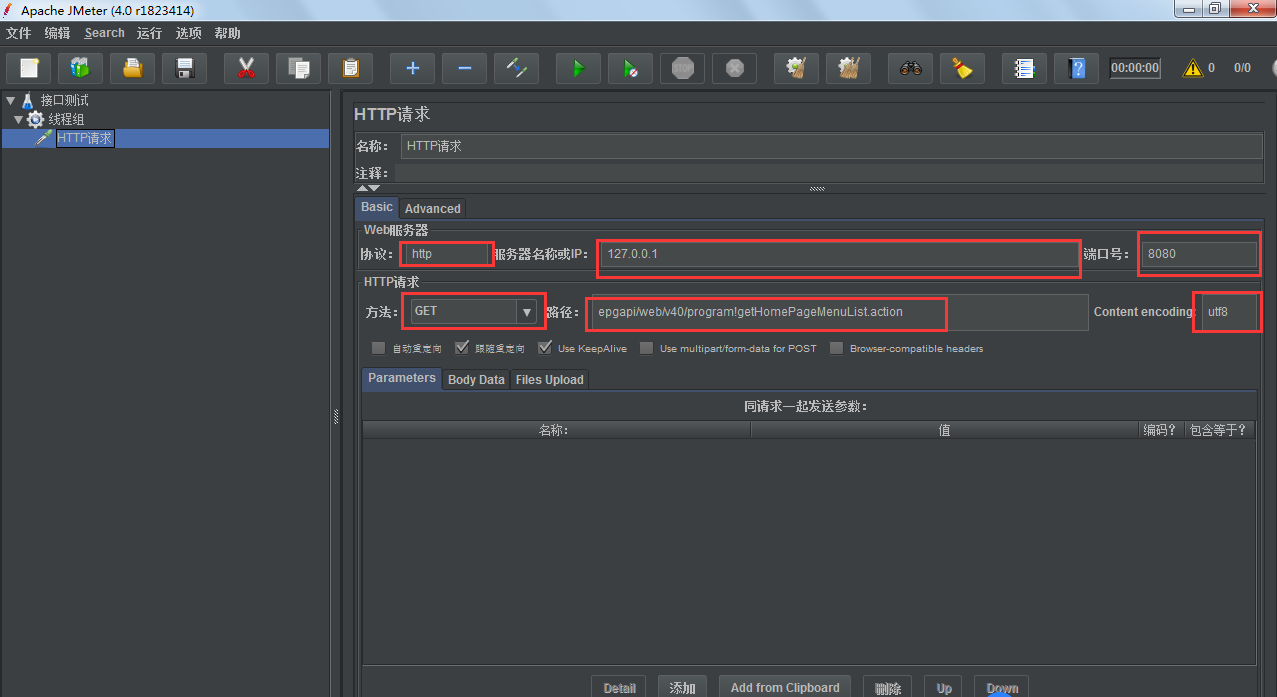 Apache JMeter (4.0 r1823414)
文件 编辑 Search 运行 选项 帮助
STOP 00:00:00 0 0/0
接口测试
线程组
HTTP请求
HTTP请求
名称： HTTP请求
注释：
Basic Advanced
Web服务器
协议： http 服务器名称或IP： 127.0.0.1 端口号： 8080
HTTP请求
方法： GET 路径： epgapi/web/v40/program!getHomePageMenuList.action Content encoding: utf8
自动重定向 跟随重定向 Use KeepAlive Use multipart/form-data for POST Browser-compatible headers
Parameters Body Data Files Upload
同请求一起发送参数：
名称： 值 编码？ 包含等于？
Detail 添加 Add from Clipboard 删除 Up Down